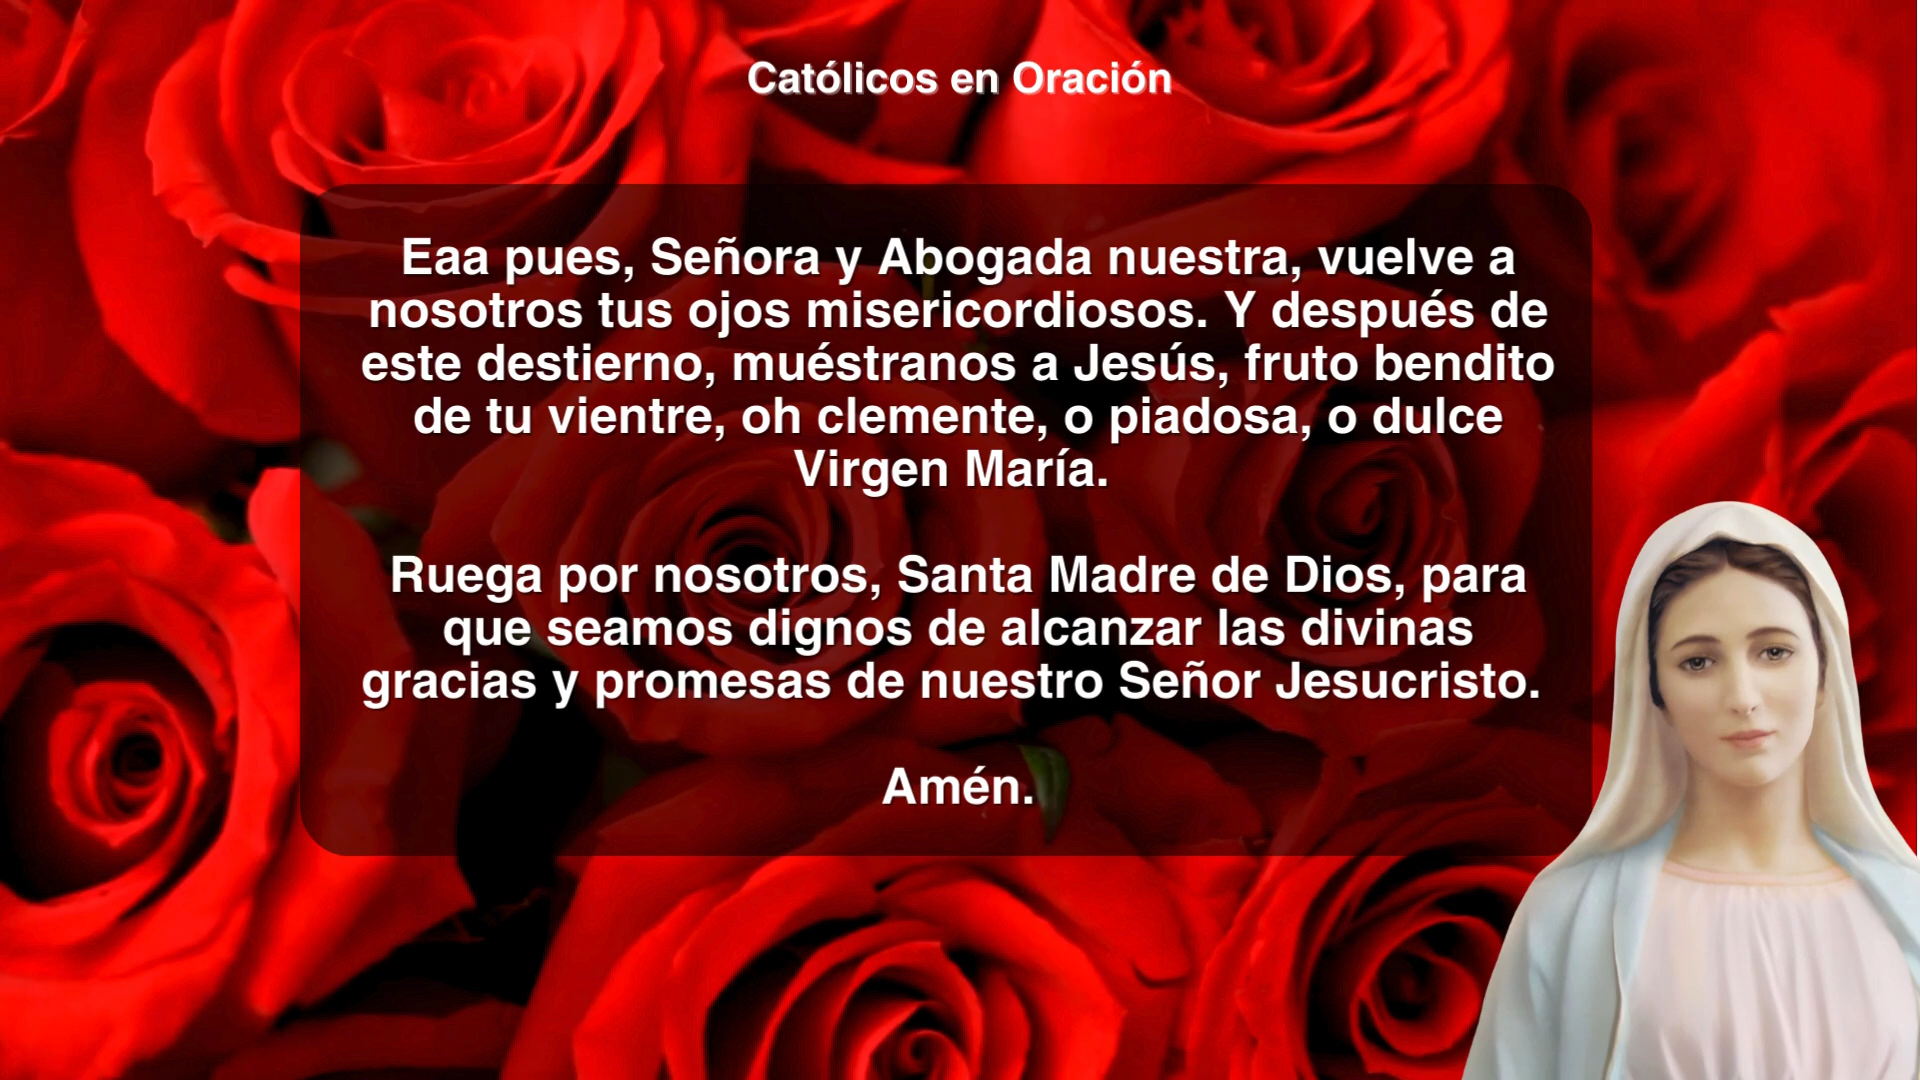 Católicos en Oración
Eaa pues, Señora y Abogada nuestra, vuelve a
nosotros tus ojos misericordiosos. Y después de
este destierno, muéstranos a Jesús, fruto bendito
de tu vientre, oh clemente, o piadosa, o dulce
Virgen María.
Ruega por nosotros, Santa Madre de Dios, para
que seamos dignos de alcanzar las divinas
gracias y promesas de nuestro Señor Jesucristo.
Amén.